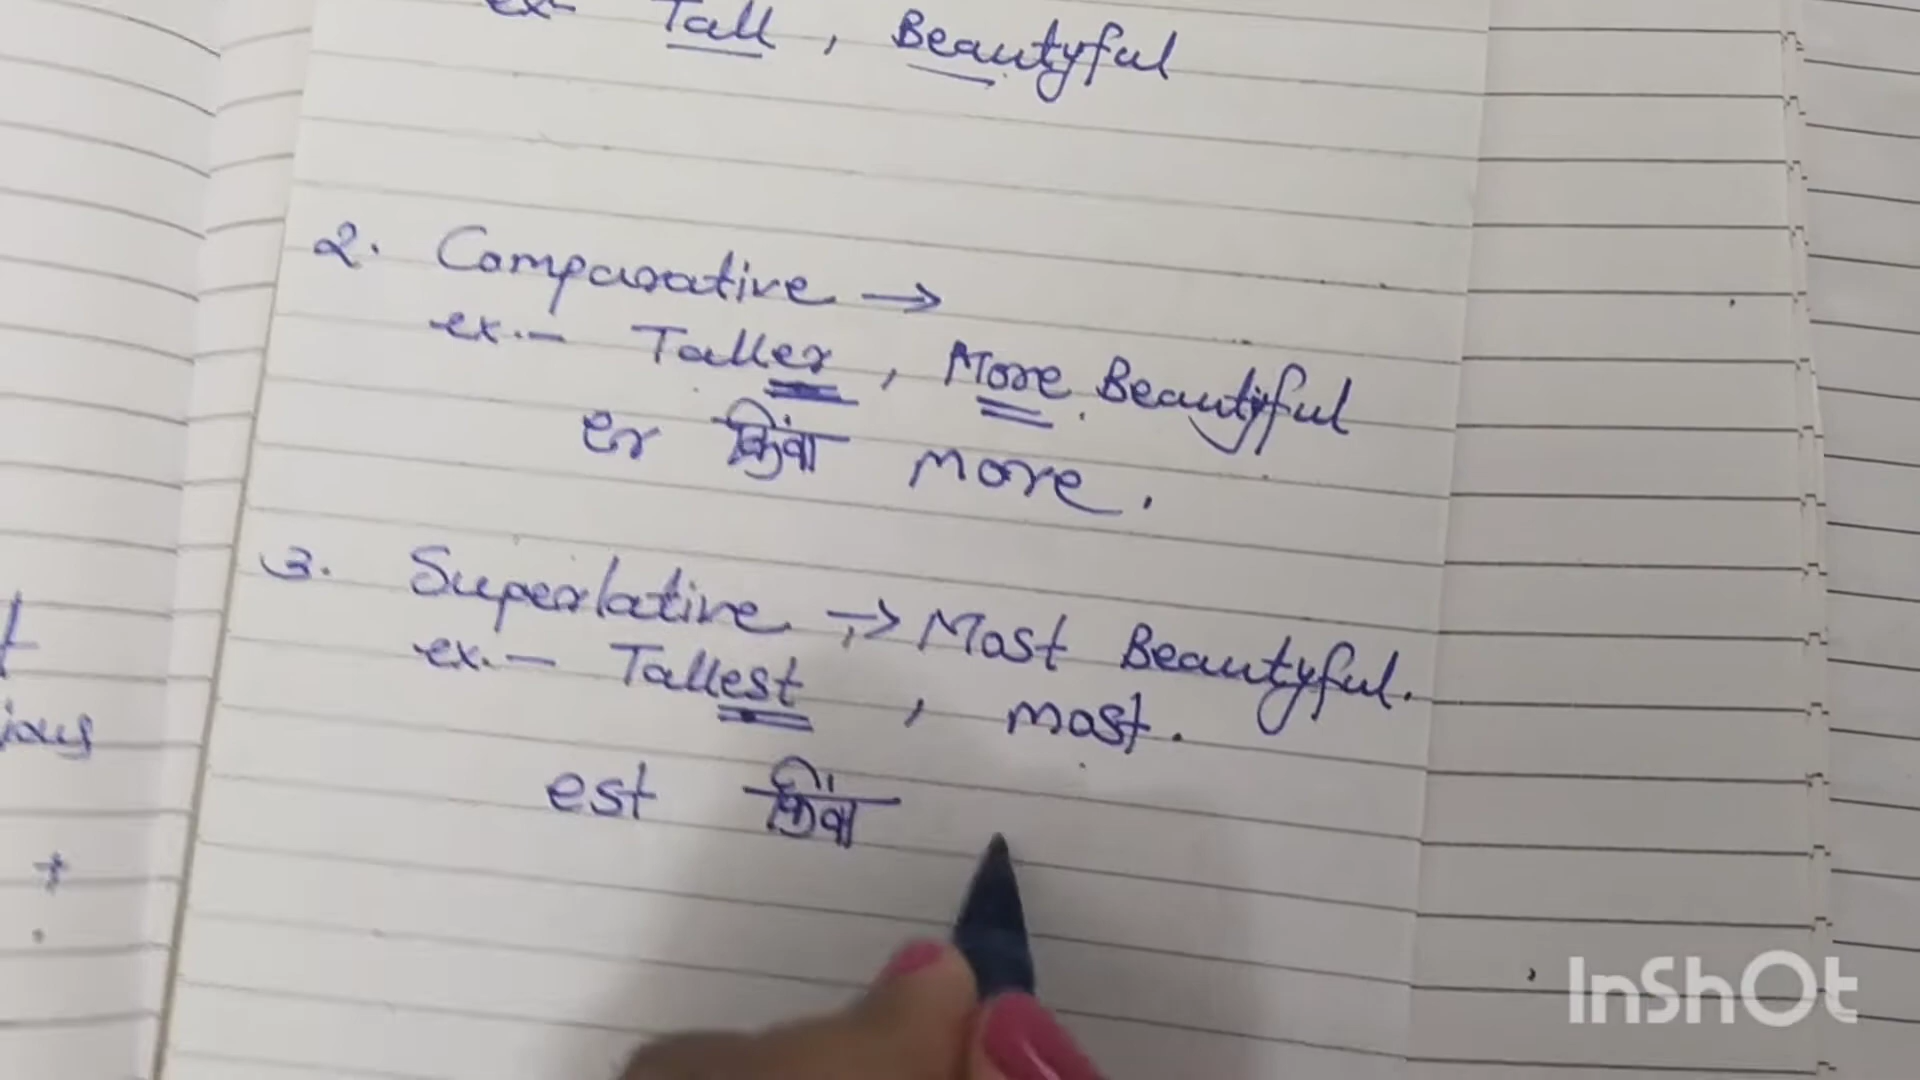 ex- Tall , Beautyful
2. Comparative →
ex.- Taller , More Beautyful
er किंवा more.
3. Superlative → Most Beautyful.
ex.- Tallest , most.
est किंवा
ious
InShOt